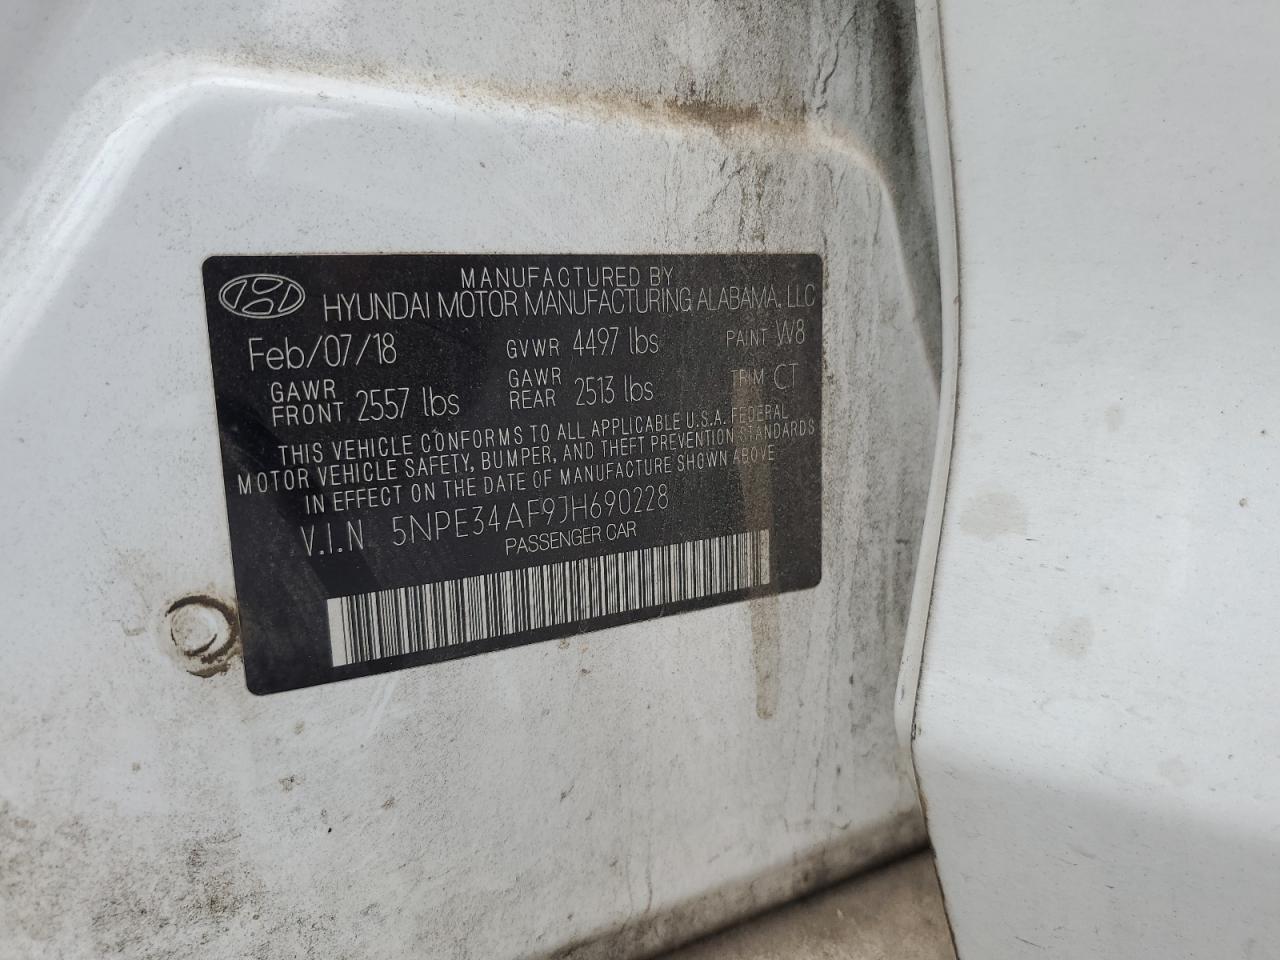 MANUFACTURED BY
HYUNDAI MOTOR MANUFACTURING ALABAMA, LLC
Feb/07/18 GVWR 4497 lbs PAINT W8
GAWR FRONT 2557 lbs GAWR REAR 2513 lbs TRIM CT
THIS VEHICLE CONFORMS TO ALL APPLICABLE U.S.A. FEDERAL
MOTOR VEHICLE SAFETY, BUMPER, AND THEFT PREVENTION STANDARDS
IN EFFECT ON THE DATE OF MANUFACTURE SHOWN ABOVE
V.I.N 5NPE34AF9JH690228
PASSENGER CAR